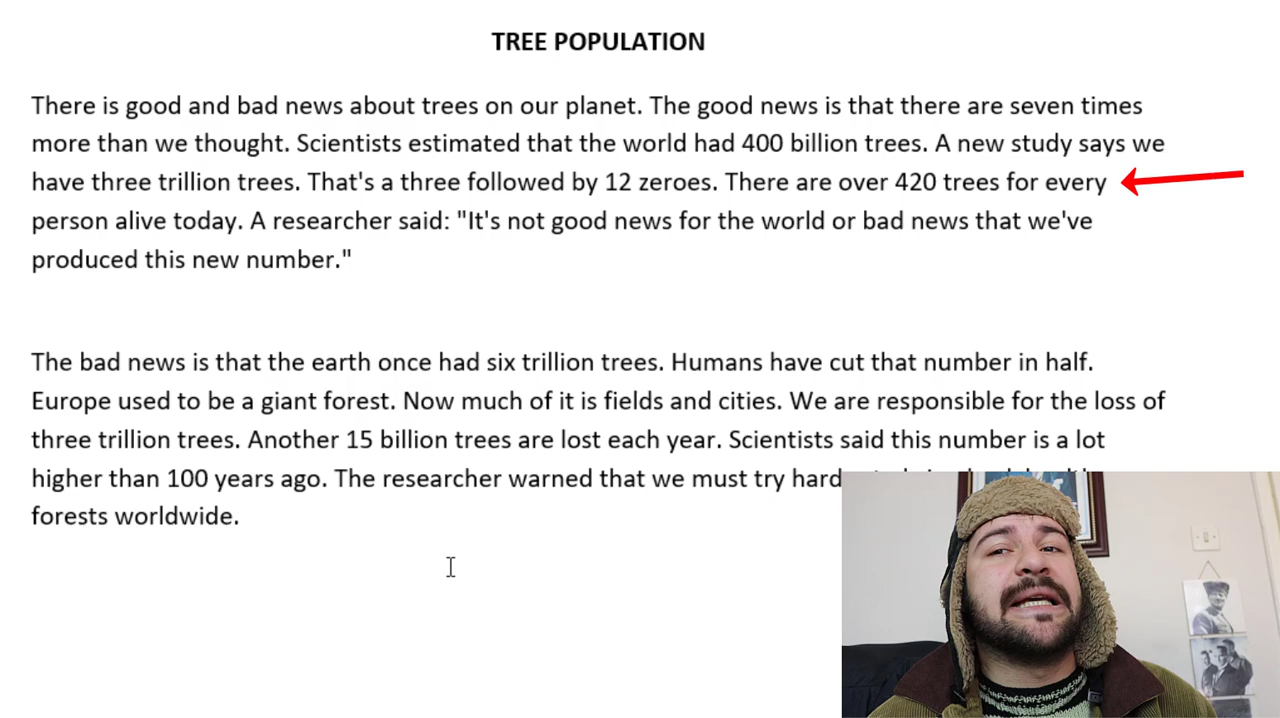 TREE POPULATION
There is good and bad news about trees on our planet. The good news is that there are seven times
more than we thought. Scientists estimated that the world had 400 billion trees. A new study says we
have three trillion trees. That's a three followed by 12 zeroes. There are over 420 trees for every
person alive today. A researcher said: "It's not good news for the world or bad news that we've
produced this new number."
The bad news is that the earth once had six trillion trees. Humans have cut that number in half.
Europe used to be a giant forest. Now much of it is fields and cities. We are responsible for the loss of
three trillion trees. Another 15 billion trees are lost each year. Scientists said this number is a lot
higher than 100 years ago. The researcher warned that we must try hard
forests worldwide.